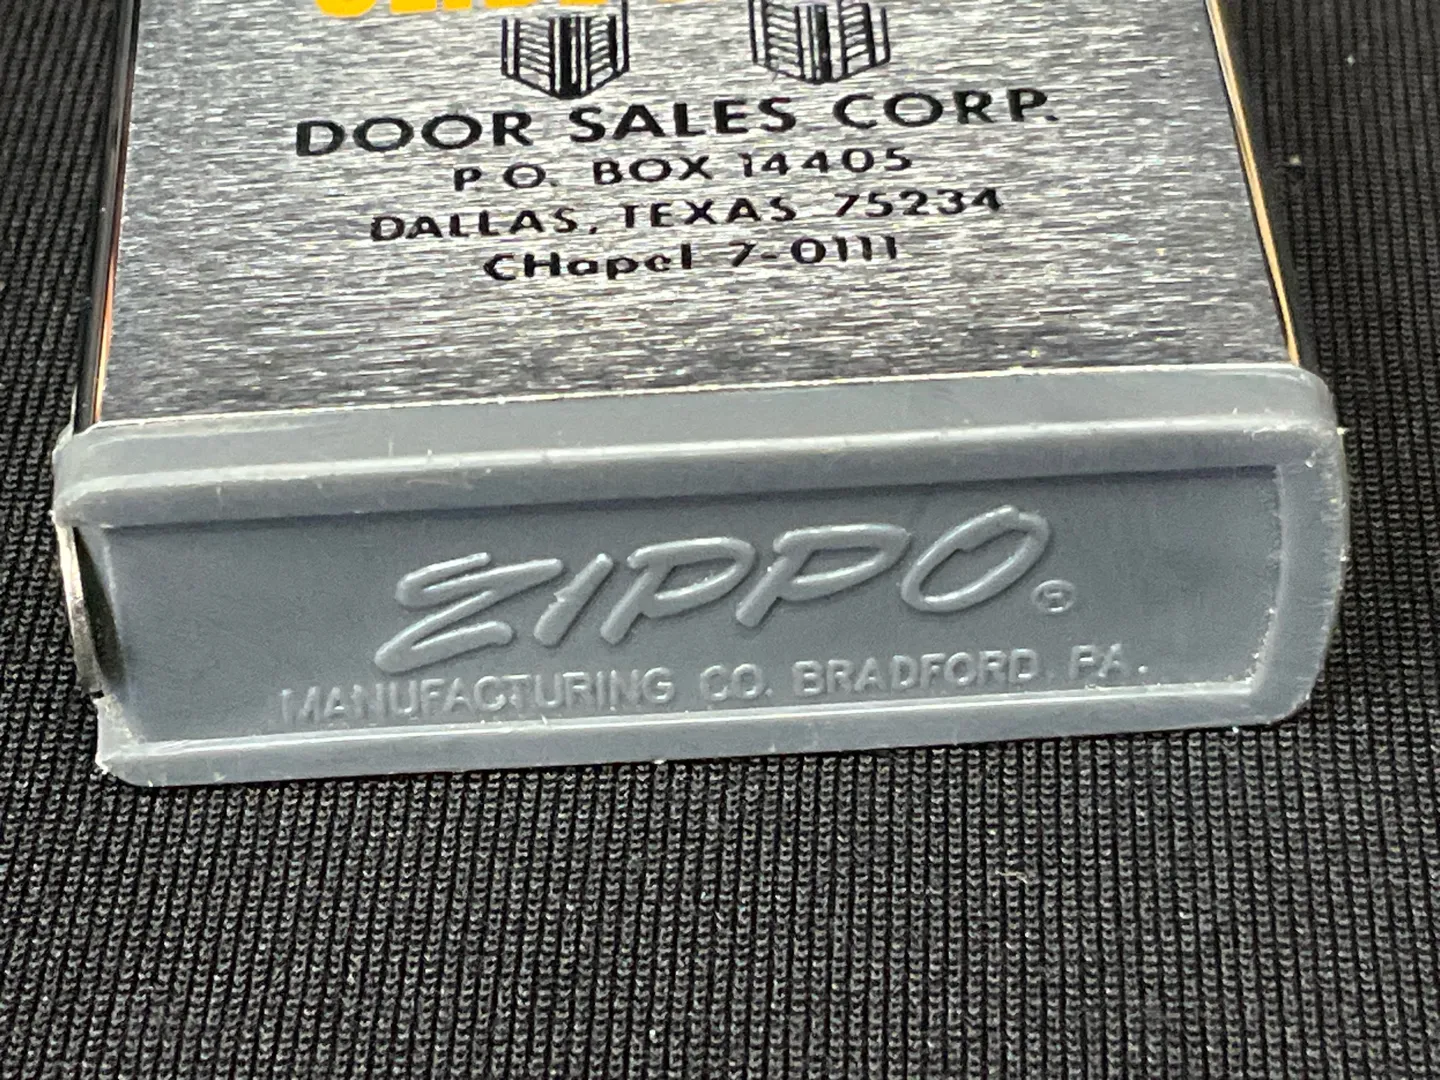 DOOR SALES CORP.
P.O. BOX 14405
DALLAS, TEXAS 75234
CHapel 7-0111
ZIPPO ®
MANUFACTURING CO. BRADFORD, PA.